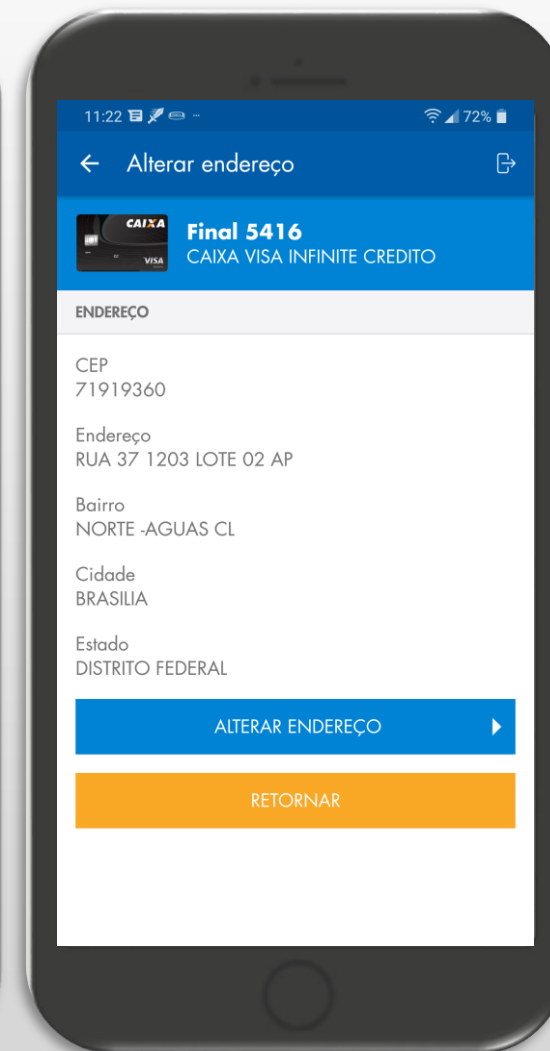 11:22
72%
Alterar endereço
CAIXA
VISA
Final 5416
CAIXA VISA INFINITE CREDITO
ENDEREÇO
CEP
71919360
Endereço
RUA 37 1203 LOTE 02 AP
Bairro
NORTE -AGUAS CL
Cidade
BRASILIA
Estado
DISTRITO FEDERAL
ALTERAR ENDEREÇO
RETORNAR